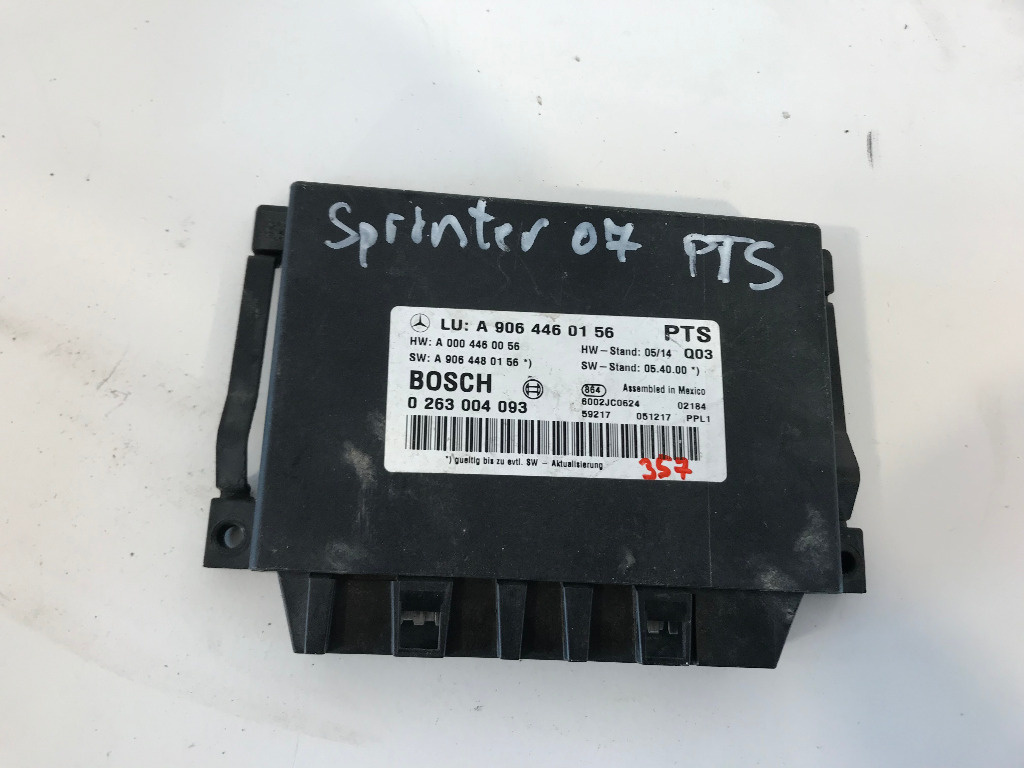 Sprinter 07 PTS
LU: A 906 446 01 56 PTS
HW: A 000 446 00 56 HW-Stand: 05/14 Q03
SW: A 906 448 01 56 *) SW-Stand: 05.40.00 *)
BOSCH 864 Assembled in Mexico
6002JC0624 02184
0 263 004 093 59217 051217 PPL1
*) gueltig bis zu evtl. SW - Aktualisierung 357